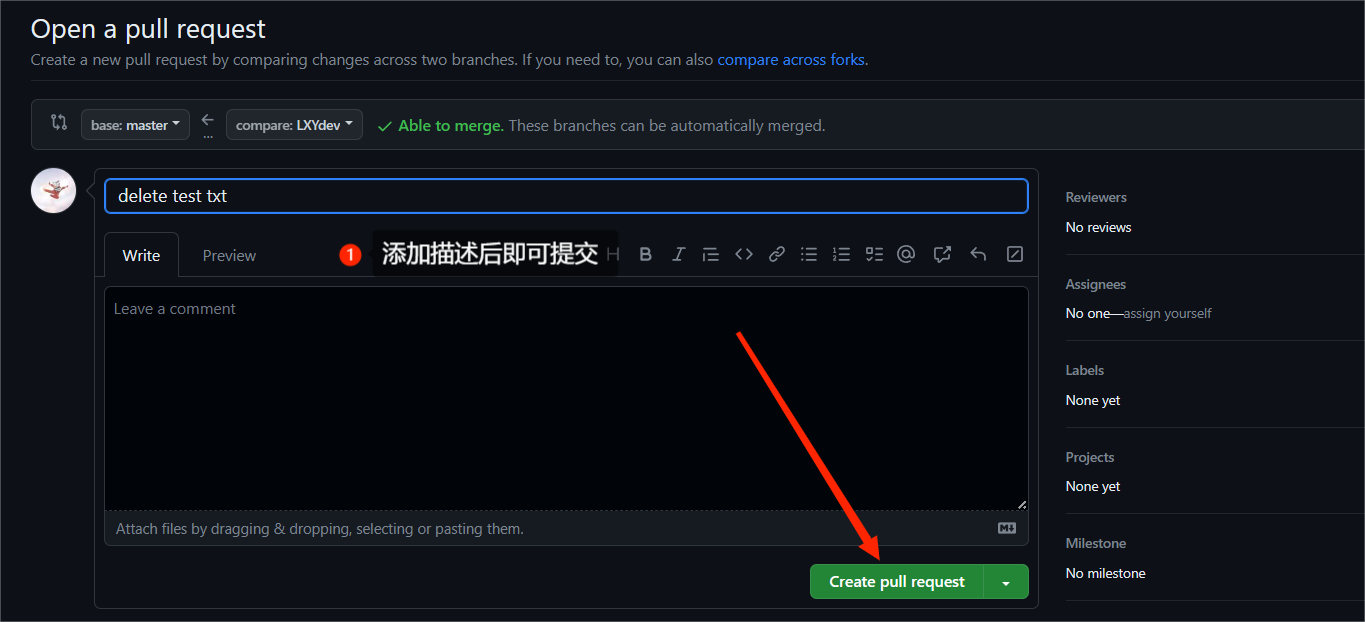 Open a pull request
Create a new pull request by comparing changes across two branches. If you need to, you can also compare across forks.
base: master
compare: LXYdev
Able to merge. These branches can be automatically merged.
delete test txt
Write
Preview
1
添加描述后即可提交
Leave a comment
Attach files by dragging & dropping, selecting or pasting them.
Create pull request
Reviewers
No reviews
Assignees
No one—assign yourself
Labels
None yet
Projects
None yet
Milestone
No milestone